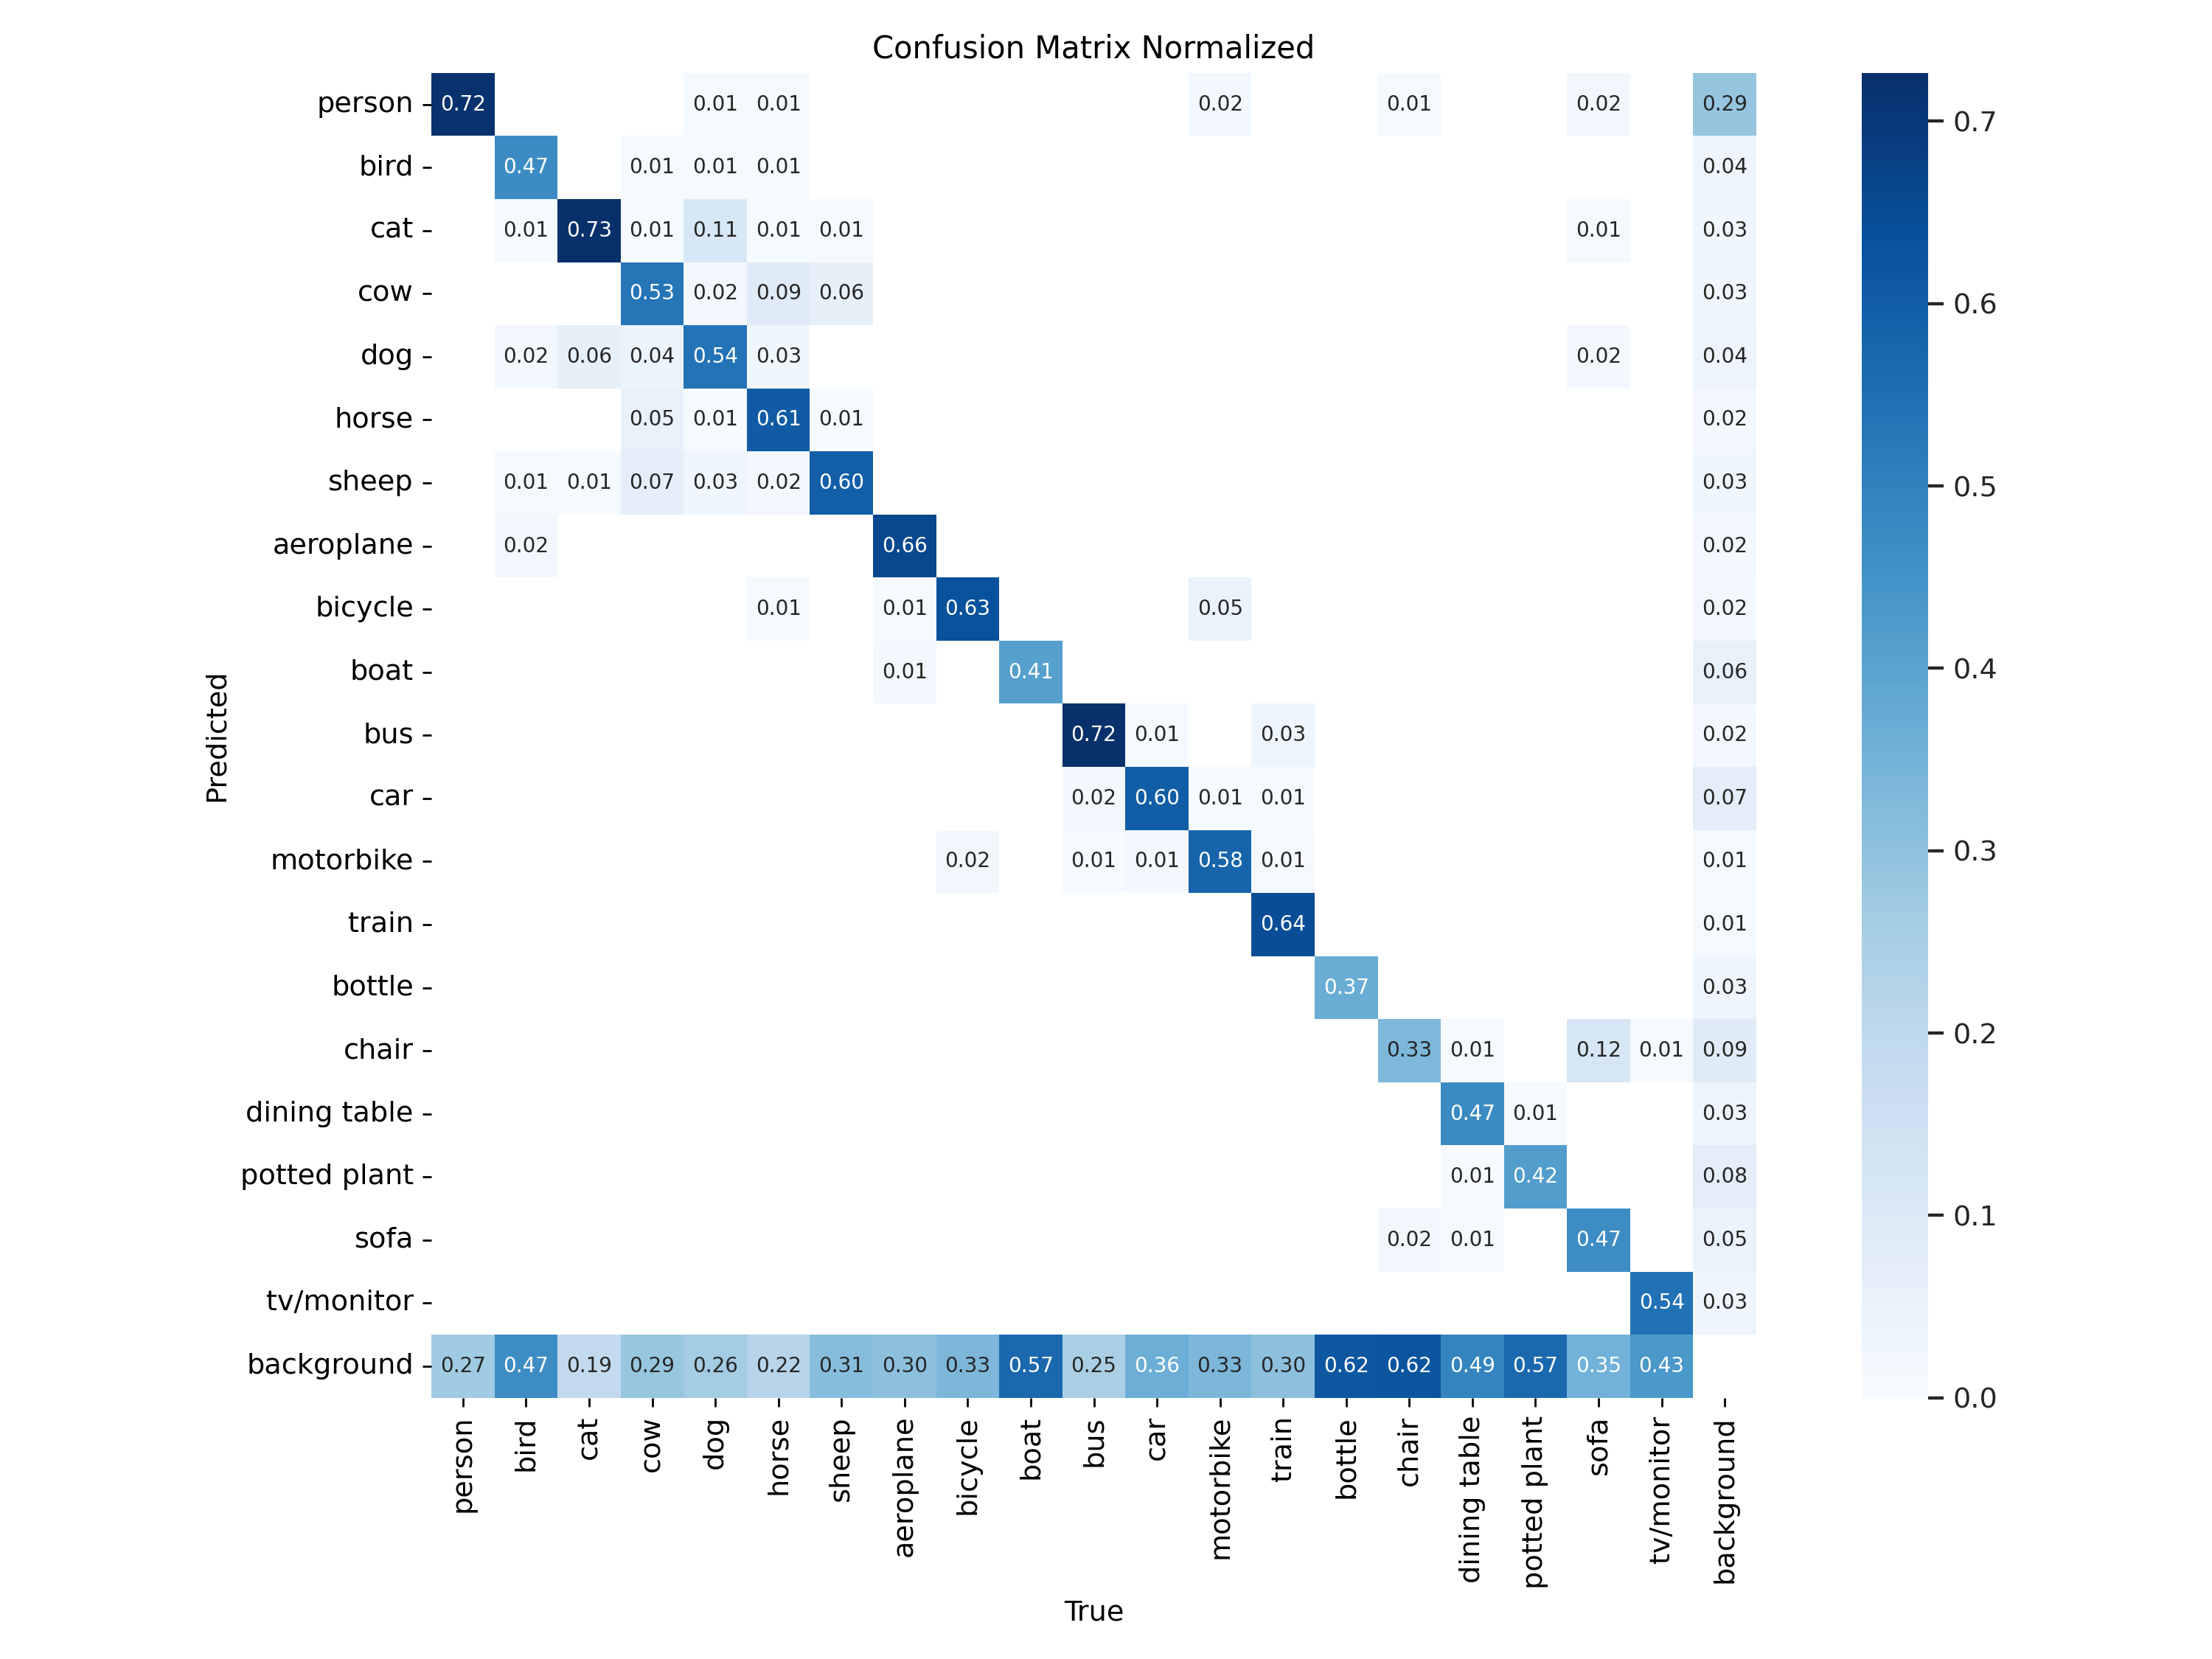 Confusion Matrix Normalized
person 0.72 0.01 0.01 0.02 0.01 0.02 0.29
bird 0.47 0.01 0.01 0.01 0.04
cat 0.01 0.73 0.01 0.11 0.01 0.01 0.01 0.03
cow 0.53 0.02 0.09 0.06 0.03
dog 0.02 0.06 0.04 0.54 0.03 0.02 0.04
horse 0.05 0.01 0.61 0.01 0.02
sheep 0.01 0.01 0.07 0.03 0.02 0.60 0.03
aeroplane 0.02 0.66 0.02
bicycle 0.01 0.01 0.63 0.05 0.02
boat 0.01 0.41 0.06
bus 0.72 0.01 0.03 0.02
car 0.02 0.60 0.01 0.01 0.07
motorbike 0.02 0.01 0.01 0.58 0.01 0.01
train 0.64 0.01
bottle 0.37 0.03
chair 0.33 0.01 0.12 0.01 0.09
dining table 0.47 0.01 0.03
potted plant 0.01 0.42 0.08
sofa 0.02 0.01 0.47 0.05
tv/monitor 0.54 0.03
background 0.27 0.47 0.19 0.29 0.26 0.22 0.31 0.30 0.33 0.57 0.25 0.36 0.33 0.30 0.62 0.62 0.49 0.57 0.35 0.43
Predicted
person bird cat cow dog horse sheep aeroplane bicycle boat bus car motorbike train bottle chair dining table potted plant sofa tv/monitor background
True
0.7
0.6
0.5
0.4
0.3
0.2
0.1
0.0